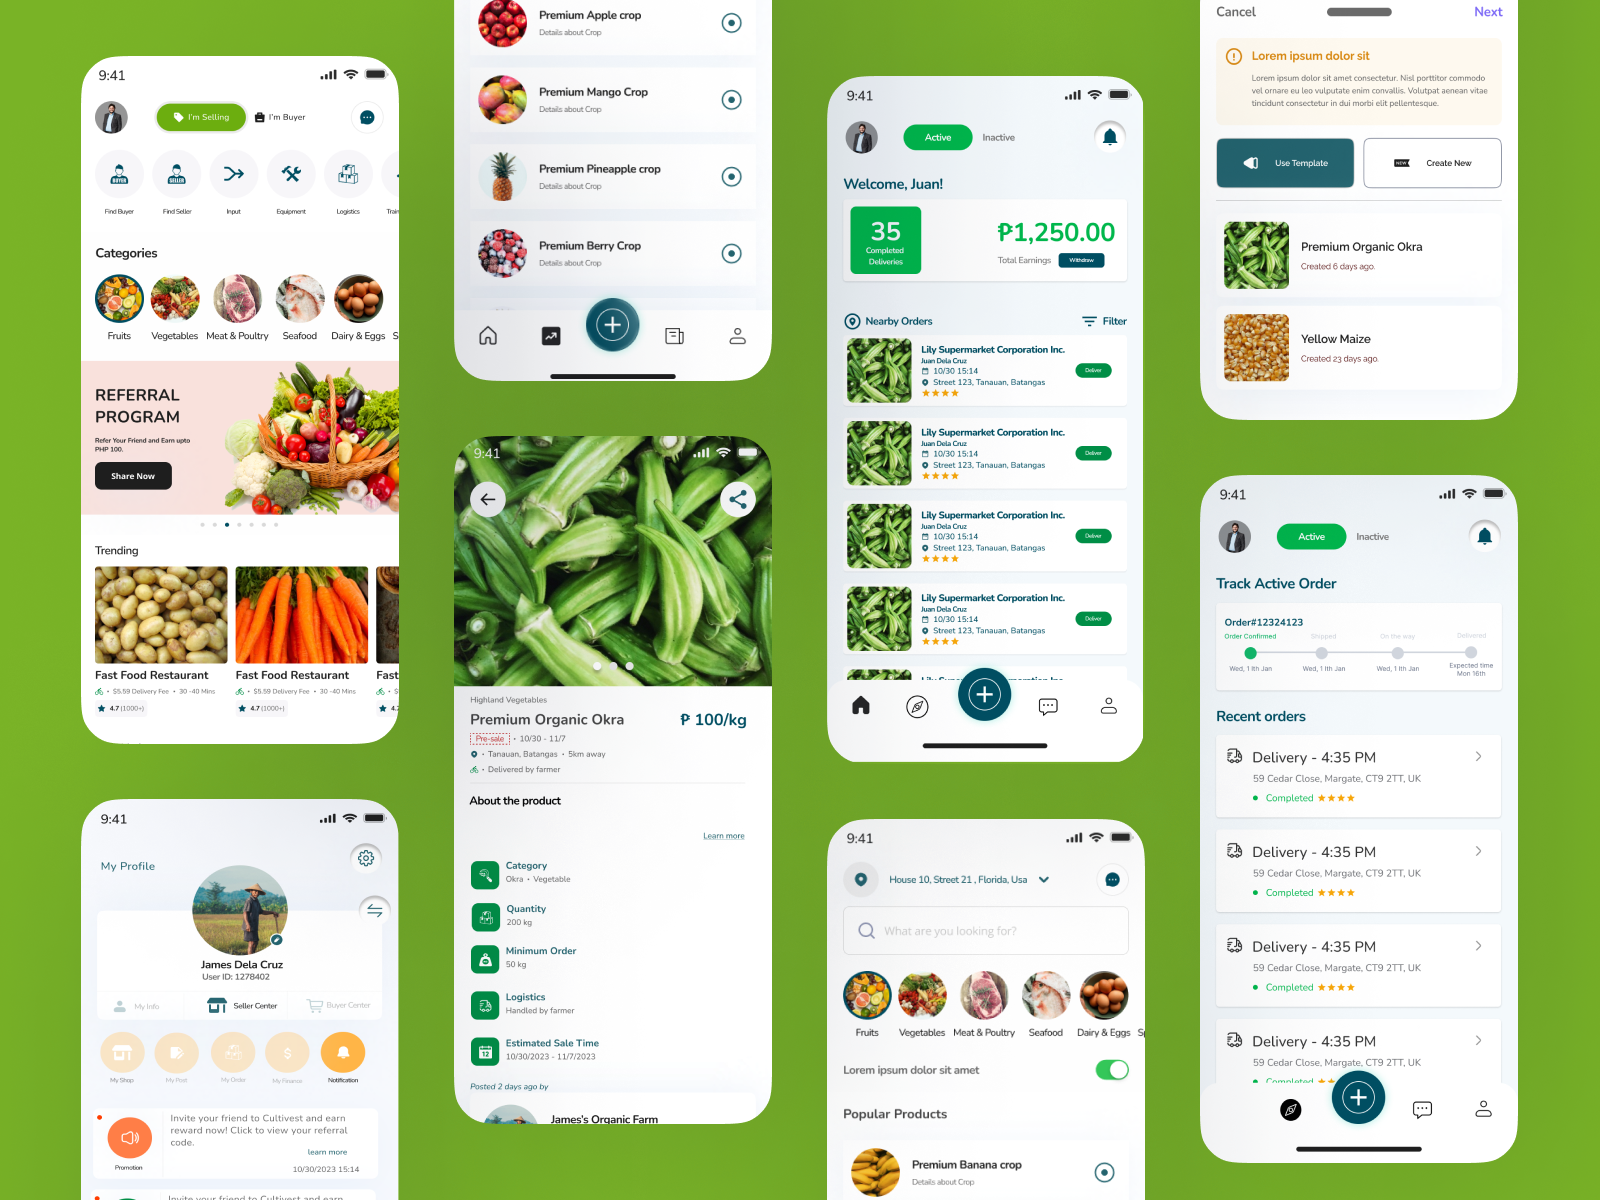 9:41
I'm Selling
I'm Buyer
BUYER
SELLER
Find Buyer
Find Seller
Input
Equipment
Logistics
Categories
Fruits
Vegetables
Meat & Poultry
Seafood
Dairy & Eggs
S
REFERRAL
PROGRAM
Refer Your Friend and Earn upto
PHP 100.
Share Now
Trending
Fast Food Restaurant
• $5.59 Delivery Fee • 30 -40 Mins
4.7 (1000+)
Fast Food Restaurant
• $5.59 Delivery Fee • 30 -40 Mins
4.7 (1000+)
Fast
9:41
My Profile
James Dela Cruz
User ID: 1278402
My Info
Seller Center
Buyer Center
My Shop
My Post
My Order
My Finance
Notification
Invite your friend to Cultivest and earn
reward now! Click to view your referral
code.
learn more
Promotion
10/30/2023 15:14
Invite your friend to Cultivest and earn
Premium Apple crop
Details about Crop
Premium Mango Crop
Details about Crop
Premium Pineapple crop
Details about Crop
Premium Berry Crop
Details about Crop
9:41
Highland Vegetables
Premium Organic Okra
₱ 100/kg
Pre-sale • 10/30 - 11/7
• Tanauan, Batangas • 5km away
• Delivered by farmer
About the product
Learn more
Category
Okra • Vegetable
Quantity
200 kg
Minimum Order
50 kg
Logistics
Handled by farmer
12
Estimated Sale Time
10/30/2023 - 11/7/2023
Posted 2 days ago by
James's Organic Farm
9:41
Active
Inactive
Welcome, Juan!
35
Completed
Deliveries
₱1,250.00
Total Earnings
Withdraw
Nearby Orders
Filter
Lily Supermarket Corporation Inc.
Juan Dela Cruz
10/30 15:14
Street 123, Tanauan, Batangas
Deliver
Lily Supermarket Corporation Inc.
Juan Dela Cruz
10/30 15:14
Street 123, Tanauan, Batangas
Deliver
Lily Supermarket Corporation Inc.
Juan Dela Cruz
10/30 15:14
Street 123, Tanauan, Batangas
Deliver
Lily Supermarket Corporation Inc.
Juan Dela Cruz
10/30 15:14
Street 123, Tanauan, Batangas
Deliver
9:41
House 10, Street 21 , Florida, Usa
What are you looking for?
Fruits
Vegetables
Meat & Poultry
Seafood
Dairy & Eggs
Lorem ipsum dolor sit amet
Popular Products
Premium Banana crop
Details about Crop
Cancel
Next
Lorem ipsum dolor sit
Lorem ipsum dolor sit amet consectetur. Nisl porttitor commodo
vel ornare eu leo vulputate enim convallis. Volutpat aenean vitae
tincidunt consectetur in dui morbi elit pellentesque.
Use Template
NEW
Create New
Premium Organic Okra
Created 6 days ago.
Yellow Maize
Created 23 days ago.
9:41
Active
Inactive
Track Active Order
Order#12324123
Order Confirmed
Shipped
On the way
Delivered
Wed, 1 lth Jan
Wed, 1 lth Jan
Wed, 1 lth Jan
Expected time
Mon 16th
Recent orders
Delivery - 4:35 PM
59 Cedar Close, Margate, CT9 2TT, UK
Completed
Delivery - 4:35 PM
59 Cedar Close, Margate, CT9 2TT, UK
Completed
Delivery - 4:35 PM
59 Cedar Close, Margate, CT9 2TT, UK
Completed
Delivery - 4:35 PM
59 Cedar Close, Margate, CT9 2TT, UK
Completed